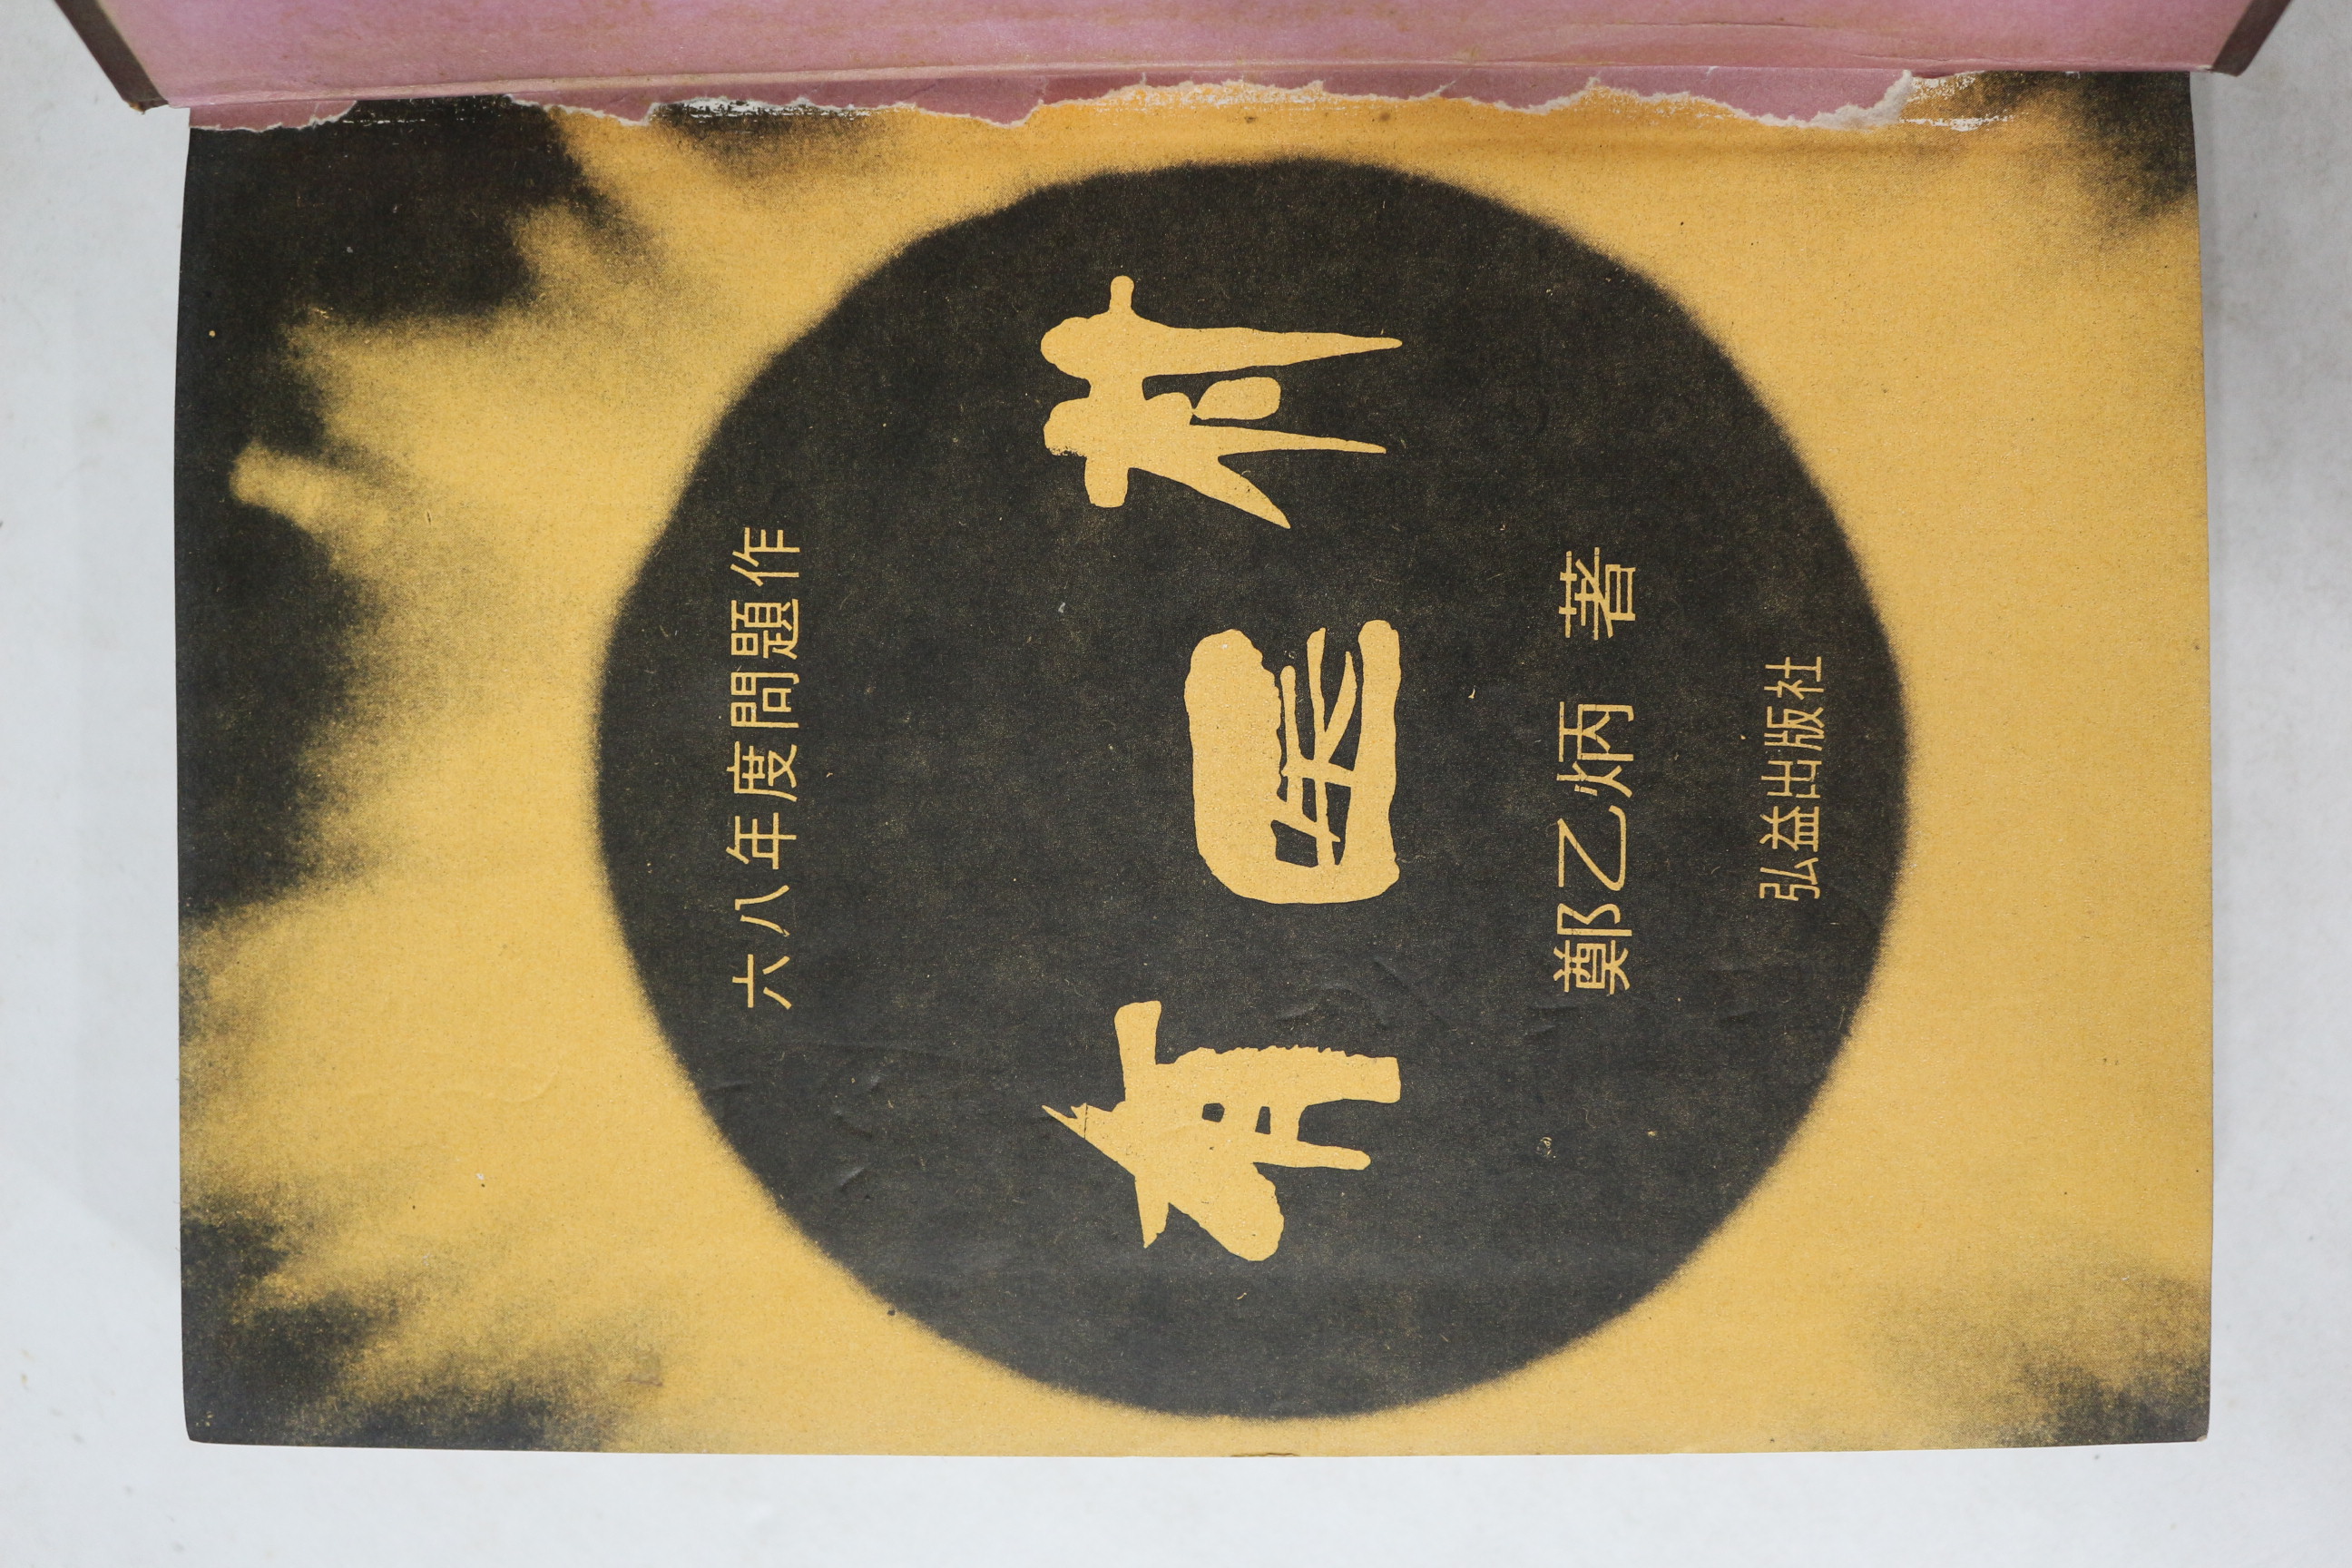 六八年度問題作
有医村
鄭乙炳 著
弘益出版社